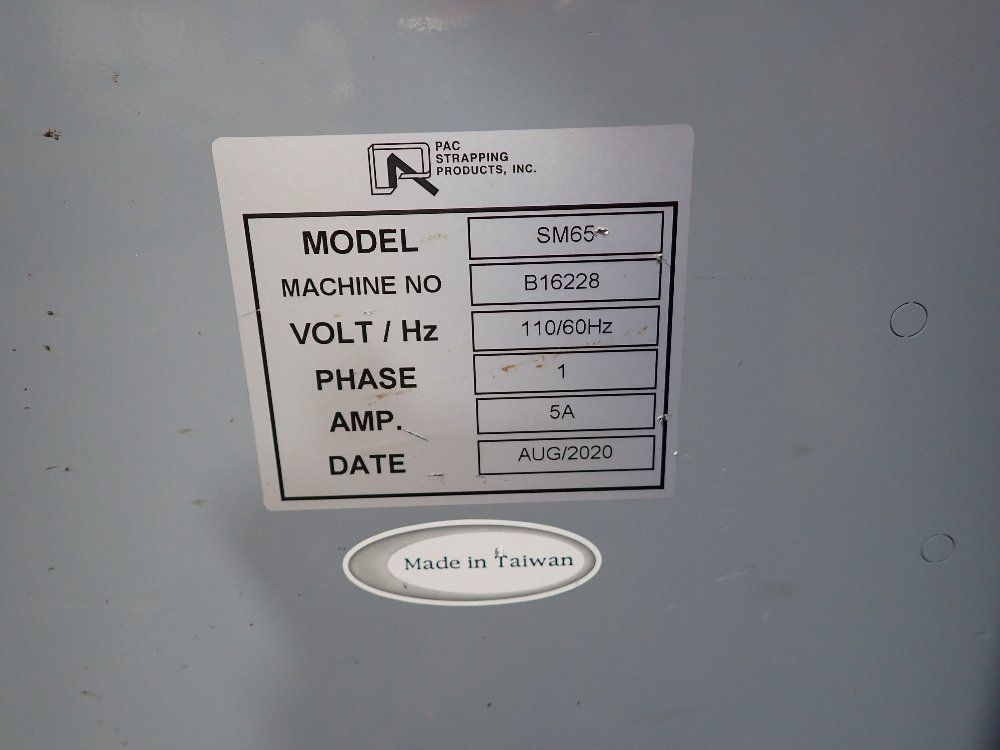 PAC
STRAPPING
PRODUCTS, INC.
MODEL SM65
MACHINE NO B16228
VOLT / Hz 110/60Hz
PHASE 1
AMP. 5A
DATE AUG/2020
Made in Taiwan